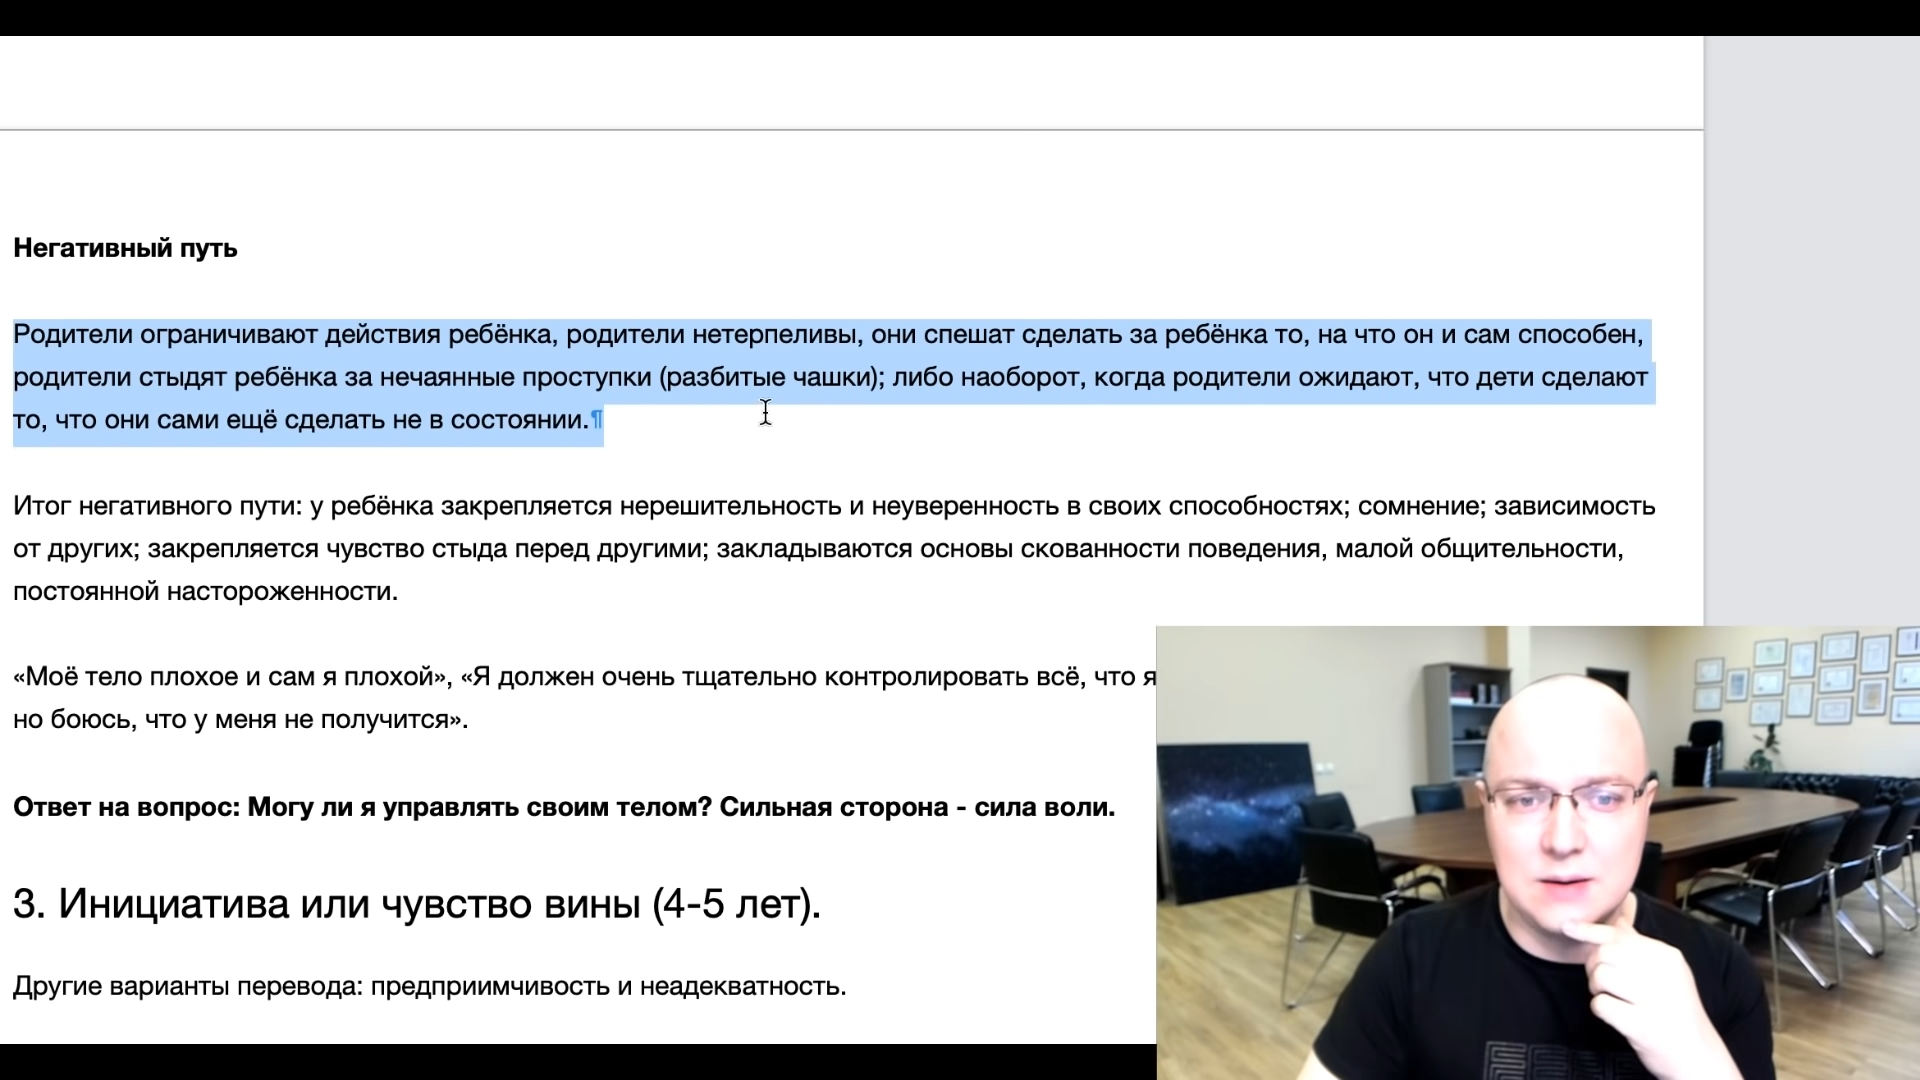 Негативный путь
Родители ограничивают действия ребёнка, родители нетерпеливы, они спешат сделать за ребёнка то, на что он и сам способен,
родители стыдят ребёнка за нечаянные проступки (разбитые чашки); либо наоборот, когда родители ожидают, что дети сделают
то, что они сами ещё сделать не в состоянии.¶
Итог негативного пути: у ребёнка закрепляется нерешительность и неуверенность в своих способностях; сомнение; зависимость
от других; закрепляется чувство стыда перед другими; закладываются основы скованности поведения, малой общительности,
постоянной настороженности.
«Моё тело плохое и сам я плохой», «Я должен очень тщательно контролировать всё, что я
но боюсь, что у меня не получится».
Ответ на вопрос: Могу ли я управлять своим телом? Сильная сторона - сила воли.
3. Инициатива или чувство вины (4-5 лет).
Другие варианты перевода: предприимчивость и неадекватность.